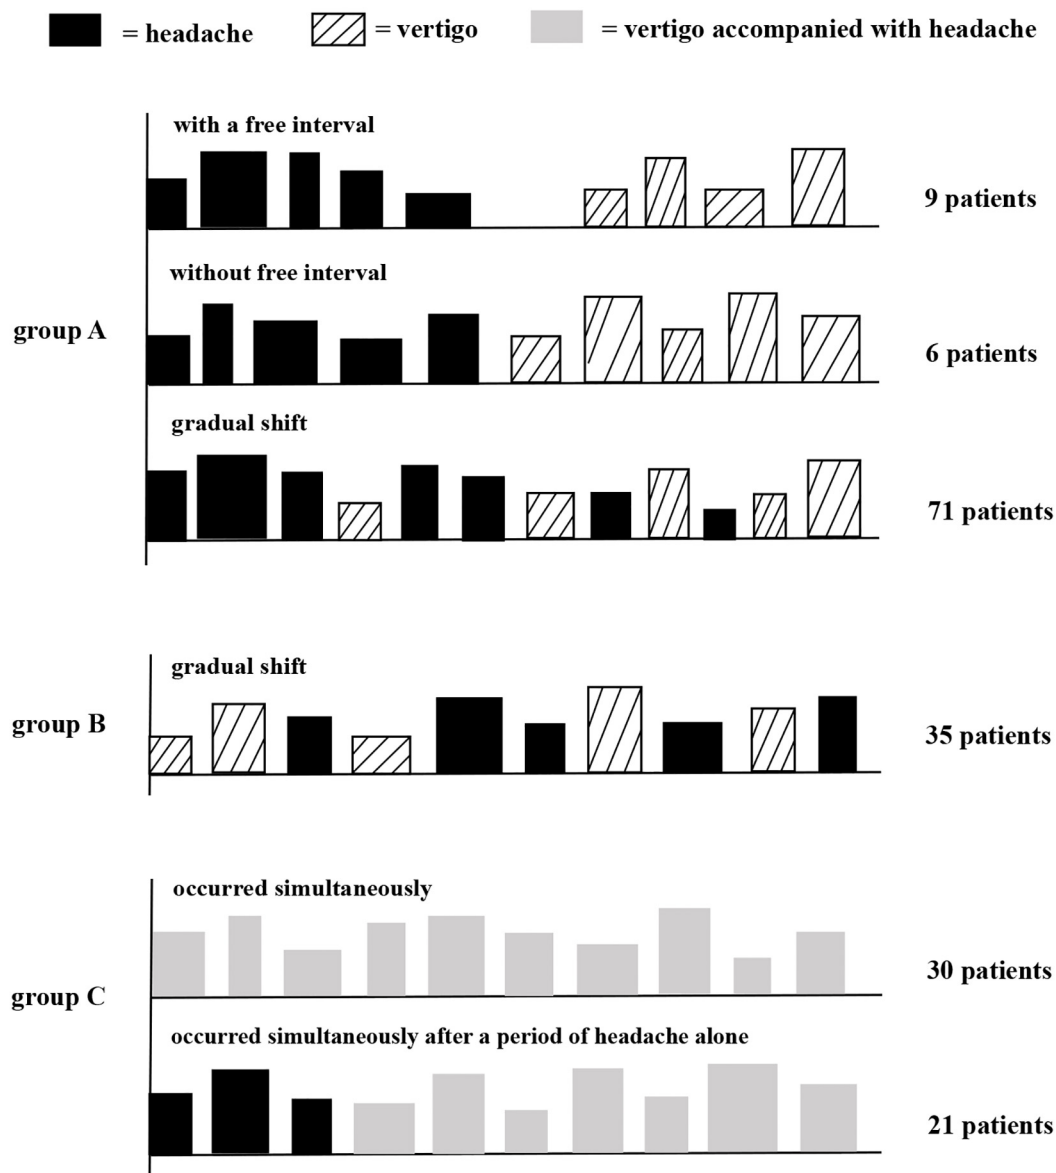 = headache = vertigo = vertigo accompanied with headache
with a free interval
9 patients
without free interval
group A
6 patients
gradual shift
71 patients
gradual shift
group B
35 patients
occurred simultaneously
30 patients
group C
occurred simultaneously after a period of headache alone
21 patients